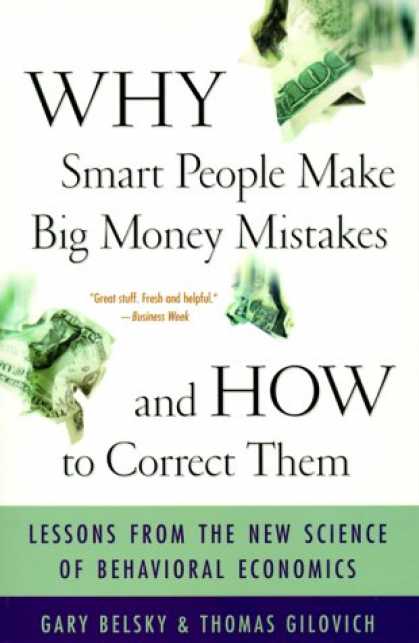 WHY
Smart People Make
Big Money Mistakes
"Great stuff. Fresh and helpful."
—Business Week
and HOW
to Correct Them
LESSONS FROM THE NEW SCIENCE
OF BEHAVIORAL ECONOMICS
GARY BELSKY & THOMAS GILOVICH
100